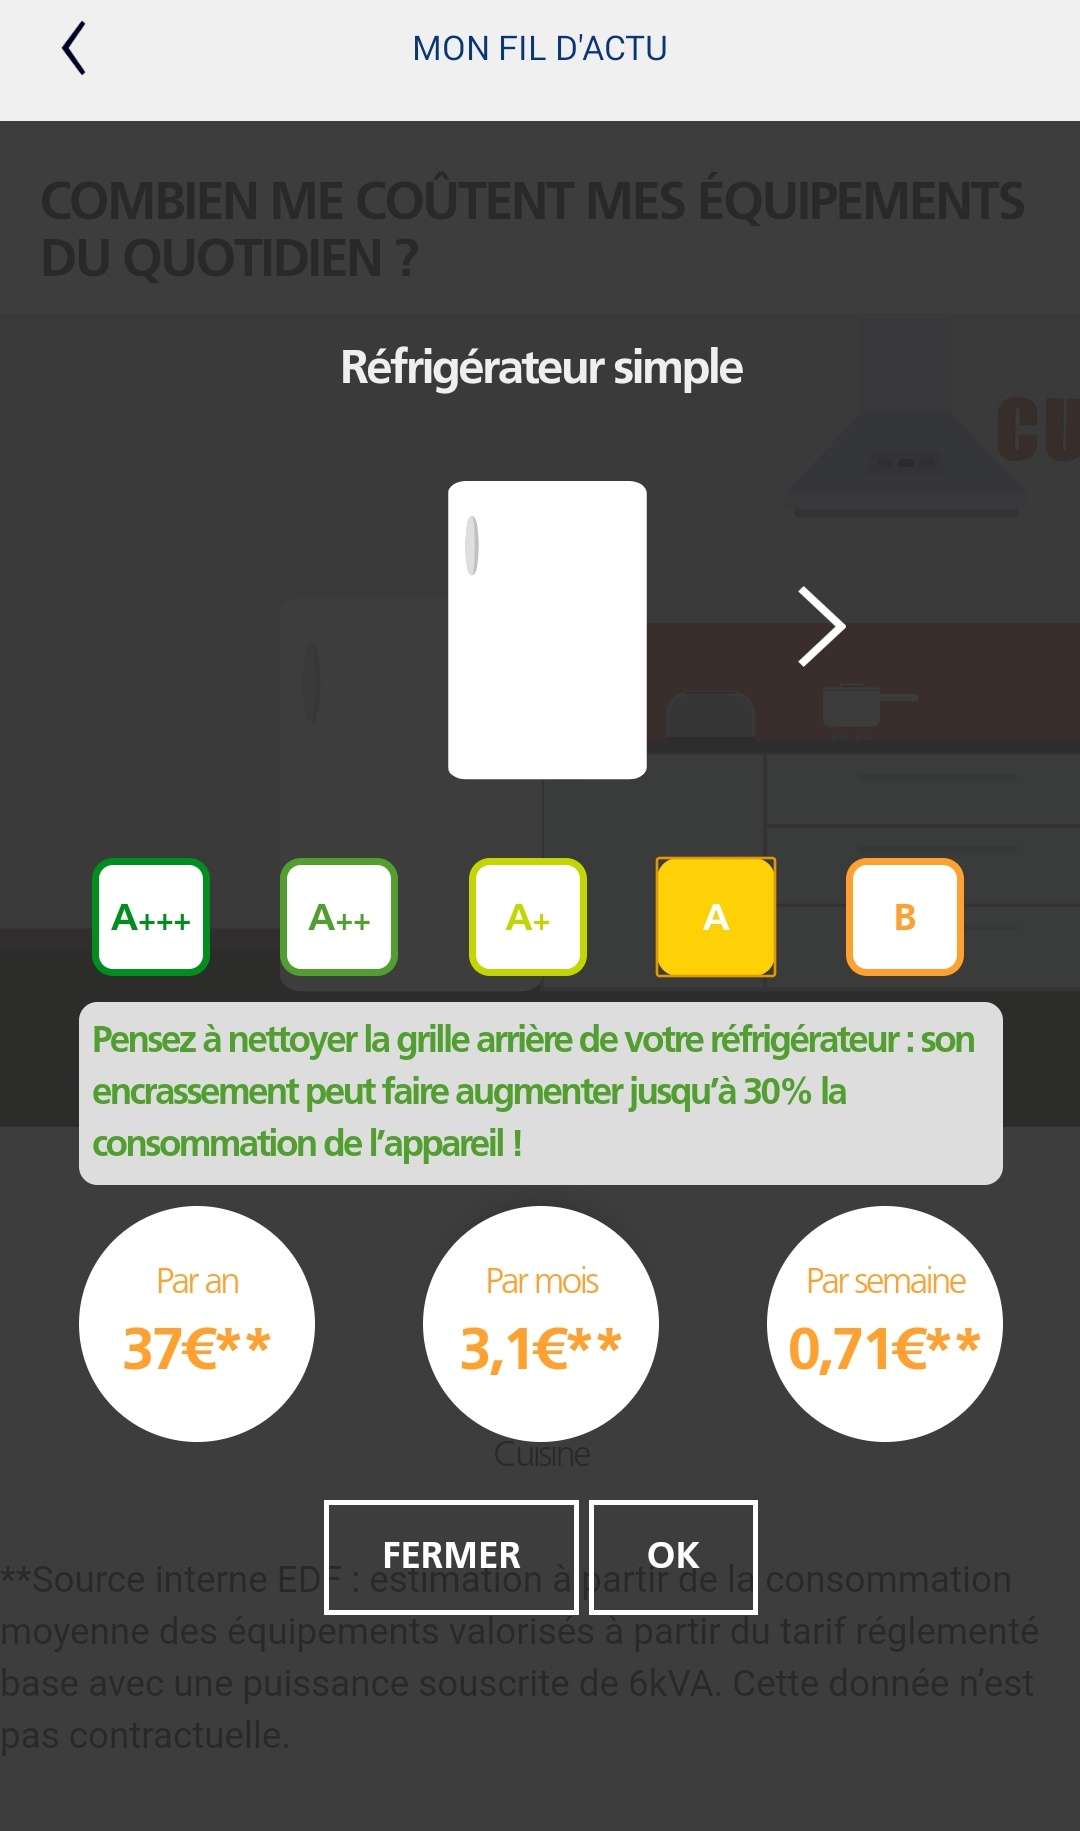 MON FIL D'ACTU
COMBIEN ME COÛTENT MES ÉQUIPEMENTS
DU QUOTIDIEN ?
Réfrigérateur simple
CU
A+++
A++
A+
A
B
Pensez à nettoyer la grille arrière de votre réfrigérateur : son
encrassement peut faire augmenter jusqu’à 30% la
consommation de l’appareil !
Par an
37€**
Par mois
3,1€**
Par semaine
0,71€**
Cuisine
FERMER
OK
**Source interne EDF : estimation à partir de la consommation
moyenne des équipements valorisés à partir du tarif réglementé
base avec une puissance souscrite de 6kVA. Cette donnée n’est
pas contractuelle.